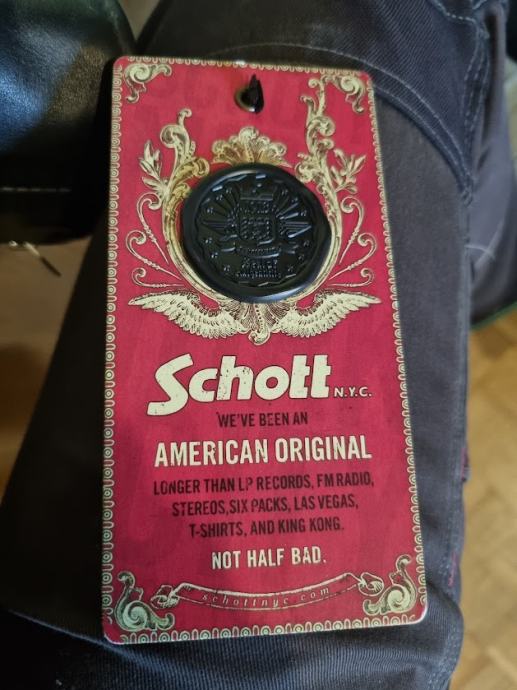 Schott N.Y.C.
WE'VE BEEN AN
AMERICAN ORIGINAL
LONGER THAN LP RECORDS, FM RADIO,
STEREOS, SIX PACKS, LAS VEGAS,
T-SHIRTS, AND KING KONG.
NOT HALF BAD.
schottnyc.com